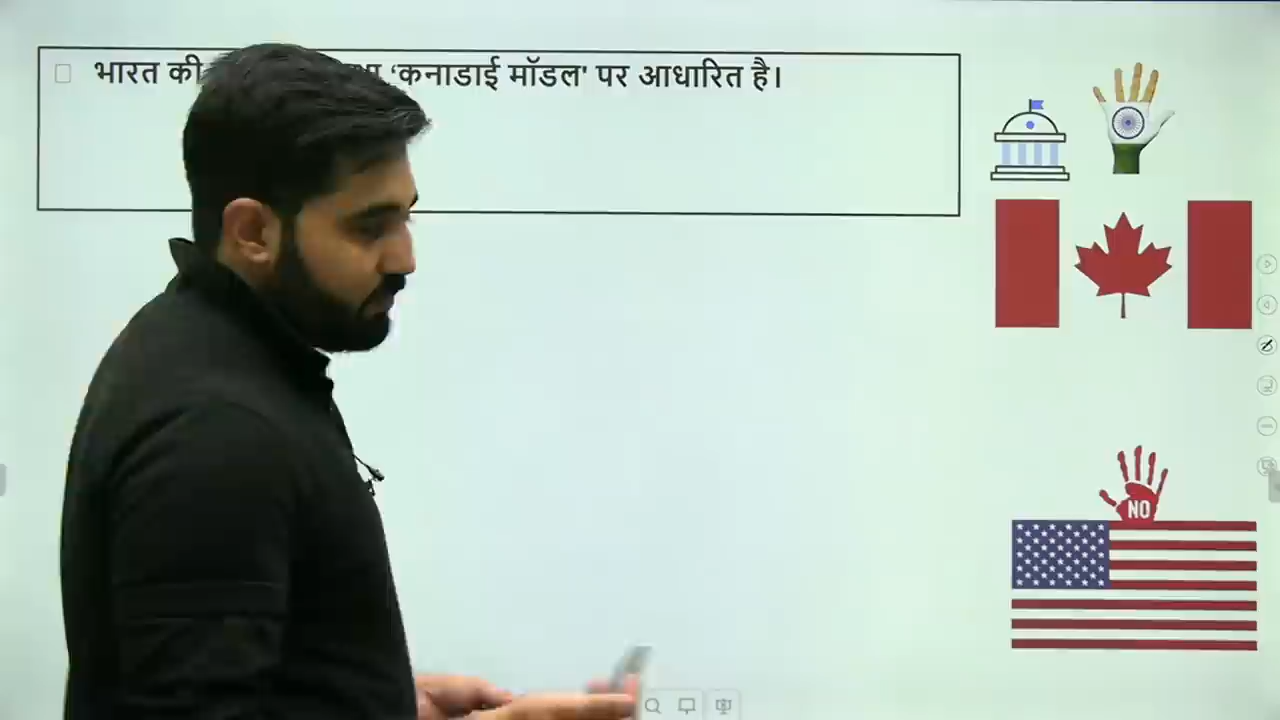 भारत की ‘कनाडाई मॉडल' पर आधारित है।
NO